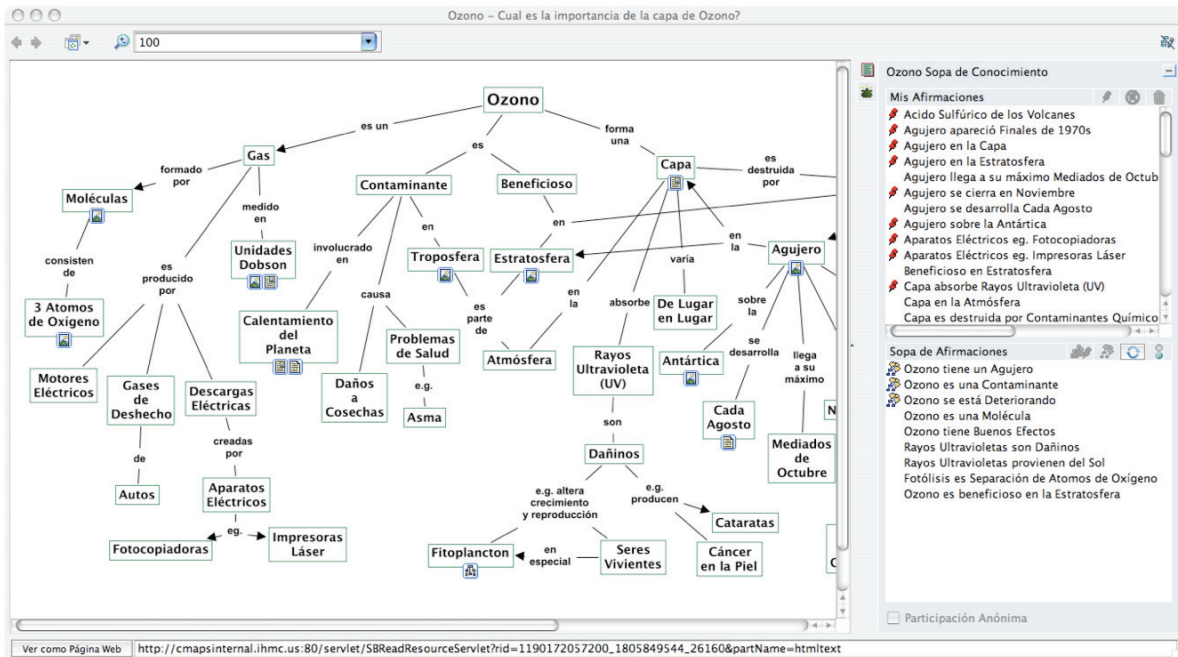 Ozono – Cual es la importancia de la capa de Ozono?
100
Ozono
es un
es
forma
una
Gas
Capa
es
destruida
por
formado
por
Contaminante
Beneficioso
Moléculas
medido
en
involucrado
en
en
en
en
la
Agujero
Unidades
Dobson
Troposfera
Estratosfera
varía
consisten
de
es
producido
por
causa
es
parte
de
en
la
absorbe
De Lugar
en Lugar
sobre
la
3 Atomos
de Oxígeno
Calentamiento
del
Planeta
Problemas
de Salud
Atmósfera
Rayos
Ultravioleta
(UV)
Antártica
se
desarrolla
llega
a su
máximo
Motores
Eléctricos
Gases
de
Deshecho
Descargas
Eléctricas
Daños
a
Cosechas
e.g.
Asma
son
Cada
Agosto
N
creadas
por
de
Dañinos
Mediados
de
Octubre
Autos
Aparatos
Eléctricos
e.g. altera
crecimiento
y reproducción
e.g.
producen
Cataratas
eg.
Fotocopiadoras
Impresoras
Láser
Fitoplancton
en
especial
Seres
Vivientes
Cáncer
en la Piel
C
Ozono Sopa de Conocimiento
Mis Afirmaciones
Acido Sulfúrico de los Volcanes
Agujero apareció Finales de 1970s
Agujero en la Capa
Agujero en la Estratosfera
Agujero llega a su máximo Mediados de Octub
Agujero se cierra en Noviembre
Agujero se desarrolla Cada Agosto
Agujero sobre la Antártica
Aparatos Eléctricos eg. Fotocopiadoras
Aparatos Eléctricos eg. Impresoras Láser
Beneficioso en Estratosfera
Capa absorbe Rayos Ultravioleta (UV)
Capa en la Atmósfera
Capa es destruida por Contaminantes Químico
Sopa de Afirmaciones
Ozono tiene un Agujero
Ozono es una Contaminante
Ozono se está Deteriorando
Ozono es una Molécula
Ozono tiene Buenos Efectos
Rayos Ultravioletas son Dañinos
Rayos Ultravioletas provienen del Sol
Fotólisis es Separación de Atomos de Oxígeno
Ozono es beneficioso en la Estratosfera
Participación Anónima
Ver como Página Web
http://cmapsinternal.ihmc.us:80/servlet/SBReadResourceServlet?rid=1190172057200_1805849544_26160&partName=htmltext